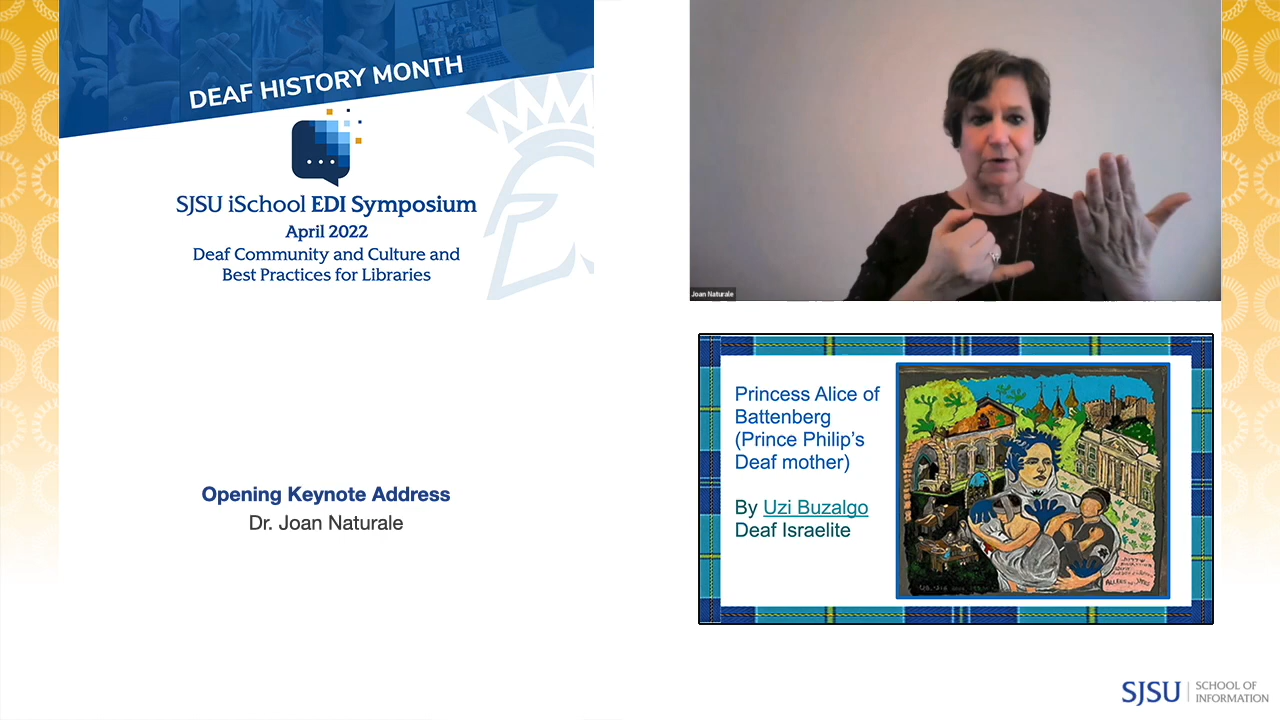 DEAF HISTORY MONTH
SJSU iSchool EDI Symposium
April 2022
Deaf Community and Culture and
Best Practices for Libraries
Opening Keynote Address
Dr. Joan Naturale
Joan Naturale
Princess Alice of
Battenberg
(Prince Philip's
Deaf mother)
By Uzi Buzalgo
Deaf Israelite
SJSU | SCHOOL OF
INFORMATION